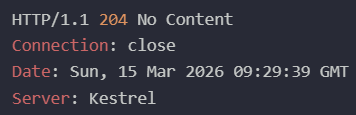 HTTP/1.1 204 No Content
Connection: close
Date: Sun, 15 Mar 2026 09:29:39 GMT
Server: Kestrel